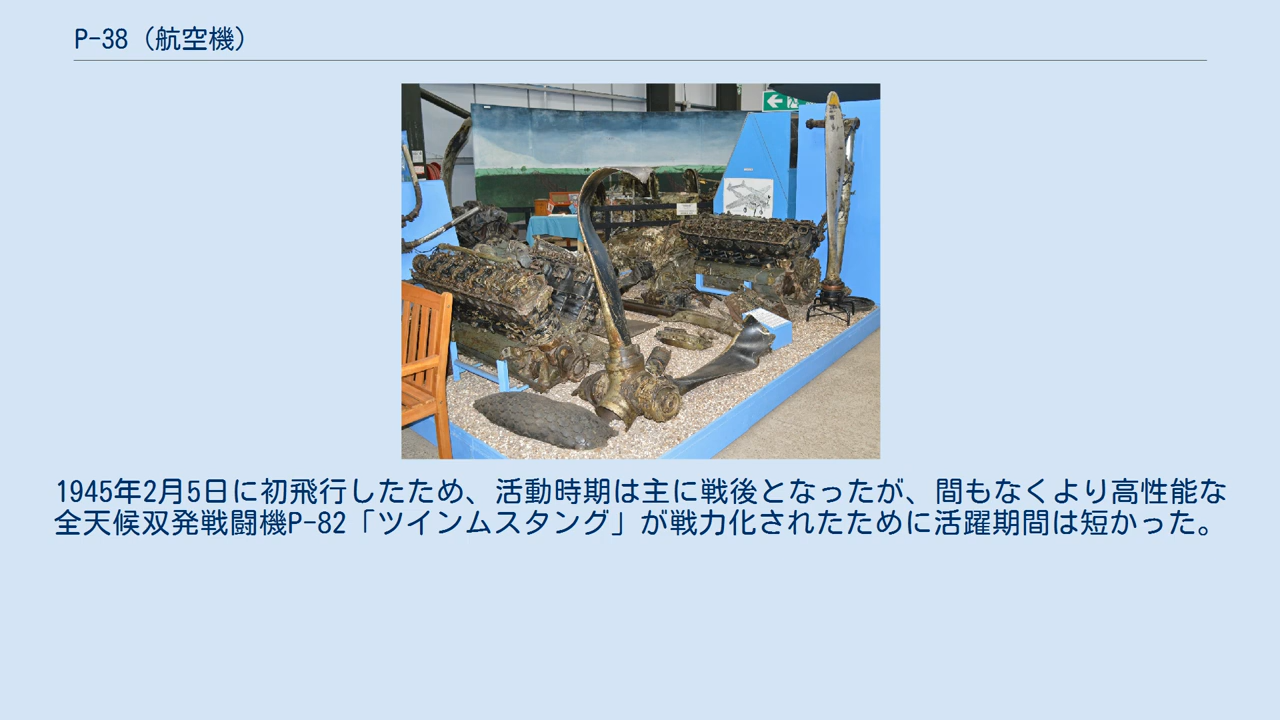 P-38（航空機）
1945年2月5日に初飛行したため、活動時期は主に戦後となったが、間もなくより高性能な
全天候双発戦闘機P-82「ツインムスタング」が戦力化されたために活躍期間は短かった。